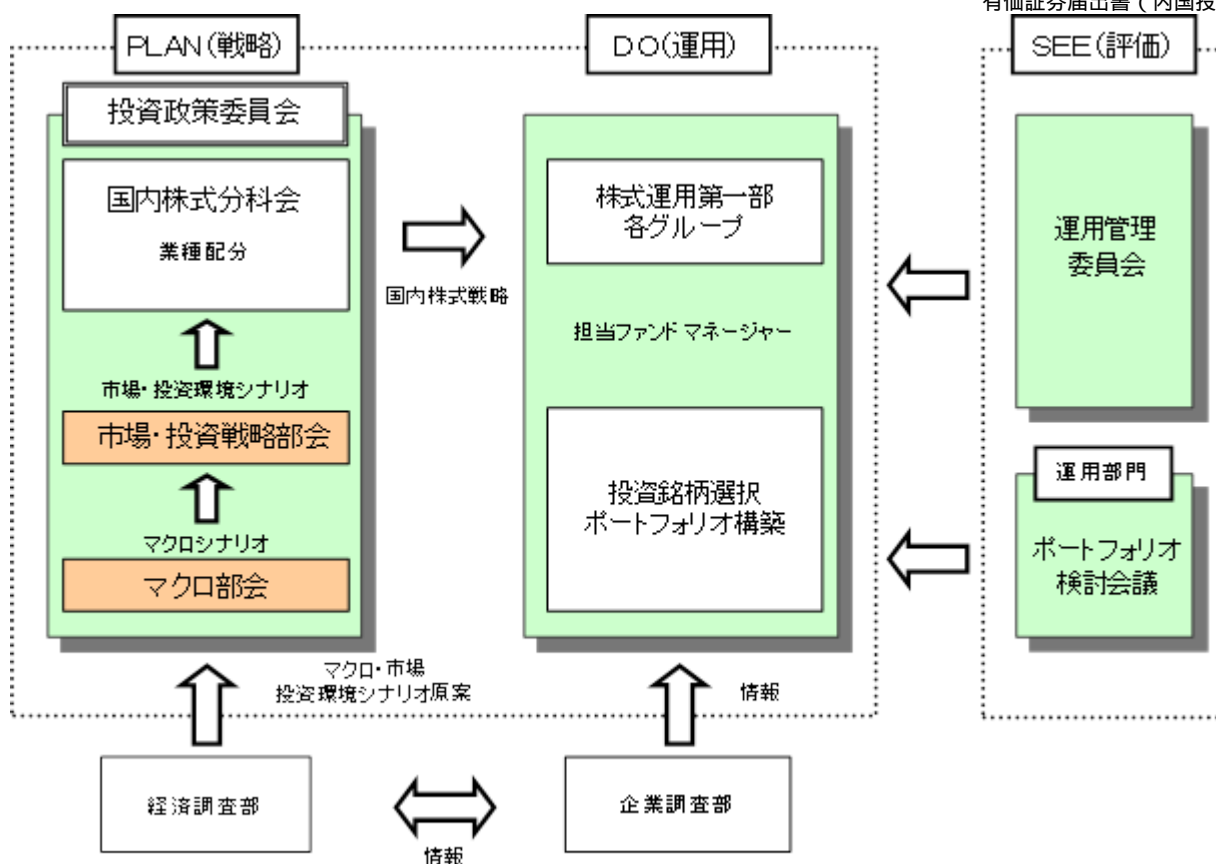 有価証券届出書（内国投
PLAN(戦略)
投資政策委員会
国内株式分科会
業種配分
市場・投資環境シナリオ
市場・投資戦略部会
マクロシナリオ
マクロ部会
国内株式戦略
DO(運用)
株式運用第一部
各グループ
担当ファンドマネージャー
投資銘柄選択
ポートフォリオ構築
SEE(評価)
運用管理
委員会
運用部門
ポートフォリオ
検討会議
マクロ・市場
投資環境シナリオ原案
情報
経済調査部
企業調査部
情報